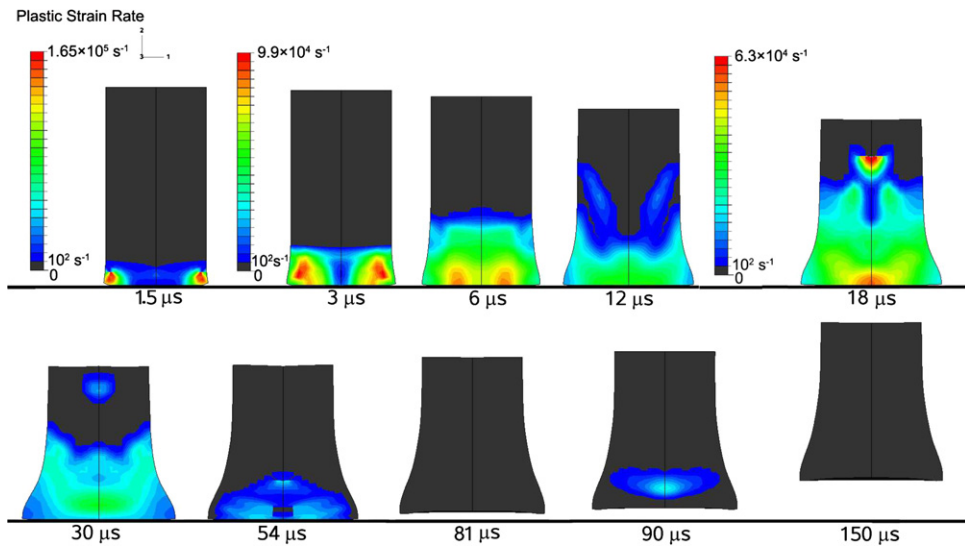 Plastic Strain Rate
2
3 1
1.65×10⁵ s⁻¹
10² s⁻¹
0
9.9×10⁴ s⁻¹
10²s⁻¹
0
6.3×10⁴ s⁻¹
10² s⁻¹
0
15 µs
3 µs
6 µs
12 µs
18 µs
30 µs
54 µs
81 µs
90 µs
150 µs